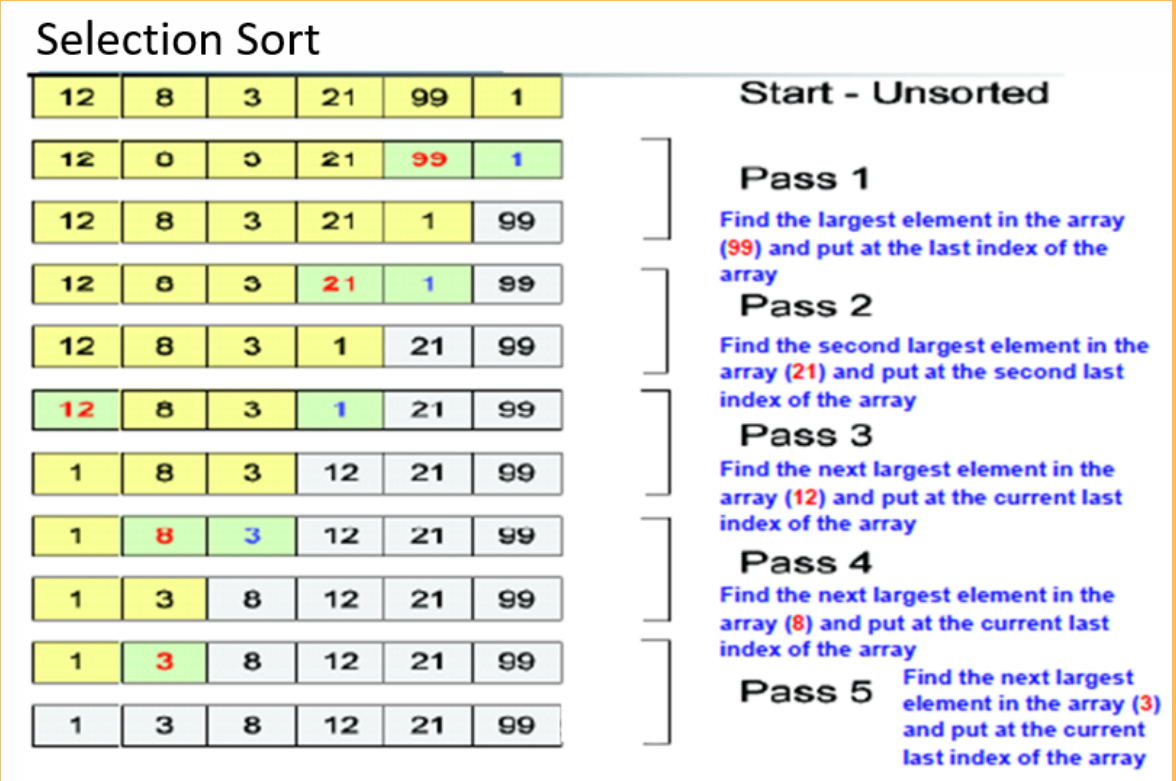 Selection Sort
12 8 3 21 99 1
Start - Unsorted
12 0 3 21 99 1
12 8 3 21 1 99
Pass 1
Find the largest element in the array
(99) and put at the last index of the
array
12 8 3 21 1 99
12 8 3 1 21 99
Pass 2
Find the second largest element in the
array (21) and put at the second last
index of the array
12 8 3 1 21 99
1 8 3 12 21 99
Pass 3
Find the next largest element in the
array (12) and put at the current last
index of the array
1 8 3 12 21 99
1 3 8 12 21 99
Pass 4
Find the next largest element in the
array (8) and put at the current last
index of the array
1 3 8 12 21 99
1 3 8 12 21 99
Pass 5
Find the next largest
element in the array (3)
and put at the current
last index of the array